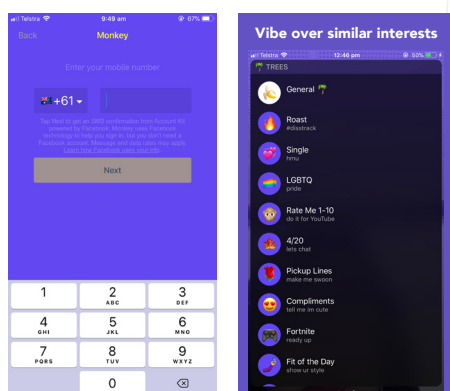 Telstra 9:49 am 67%
Back Monkey
Enter your mobile number
+61
Tap Next to get an SMS confirmation from Account Kit
powered by Facebook. Monkey uses Facebook
technology to help you sign in, but you don't need a
Facebook account. Message and data rates may apply.
Learn how Facebook uses your info.
Next
1
2
ABC
3
DEF
4
GHI
5
JKL
6
MNO
7
PQRS
8
TUV
9
WXYZ
0
Vibe over similar interests
Telstra 12:46 pm 50%
TREES
General
Roast
#disstrack
Single
hmu
LGBTQ
pride
Rate Me 1-10
do it for YouTube
4/20
lets chat
Pickup Lines
make me swoon
Compliments
tell me im cute
Fortnite
ready up
Fit of the Day
show ur style